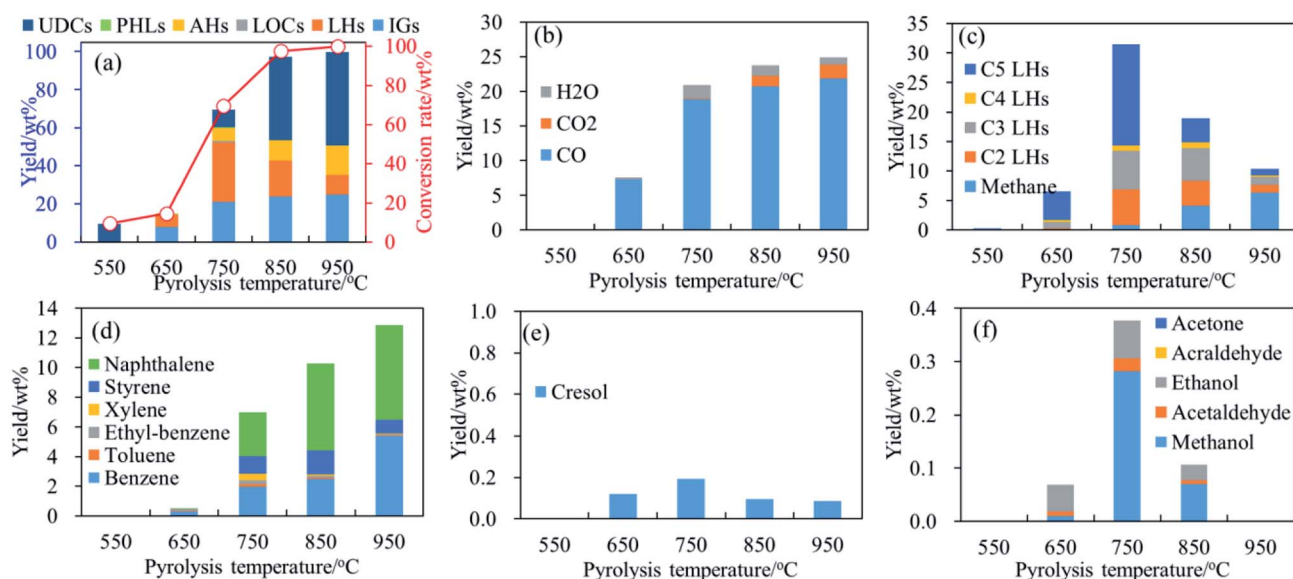 UDCs PHLs AHs LOCs LHs IGs
(a)
Yield/wt%
100
80
60
40
20
0
Conversion rate/wt%
100
80
60
40
20
0
550 650 750 850 950
Pyrolysis temperature/°C
(b)
Yield/wt%
30
25
20
15
10
5
0
H2O
CO2
CO
550 650 750 850 950
Pyrolysis temperature/°C
(c)
Yield/wt%
35
30
25
20
15
10
5
0
C5 LHs
C4 LHs
C3 LHs
C2 LHs
Methane
550 650 750 850 950
Pyrolysis temperature/°C
(d)
Yield/wt%
14
12
10
8
6
4
2
0
Naphthalene
Styrene
Xylene
Ethyl-benzene
Toluene
Benzene
550 650 750 850 950
Pyrolysis temperature/°C
(e)
Yield/wt%
1.0
0.8
0.6
0.4
0.2
0.0
Cresol
550 650 750 850 950
Pyrolysis temperature/°C
(f)
Yield/wt%
0.4
0.3
0.2
0.1
0.0
Acetone
Acraldehyde
Ethanol
Acetaldehyde
Methanol
550 650 750 850 950
Pyrolysis temperature/°C